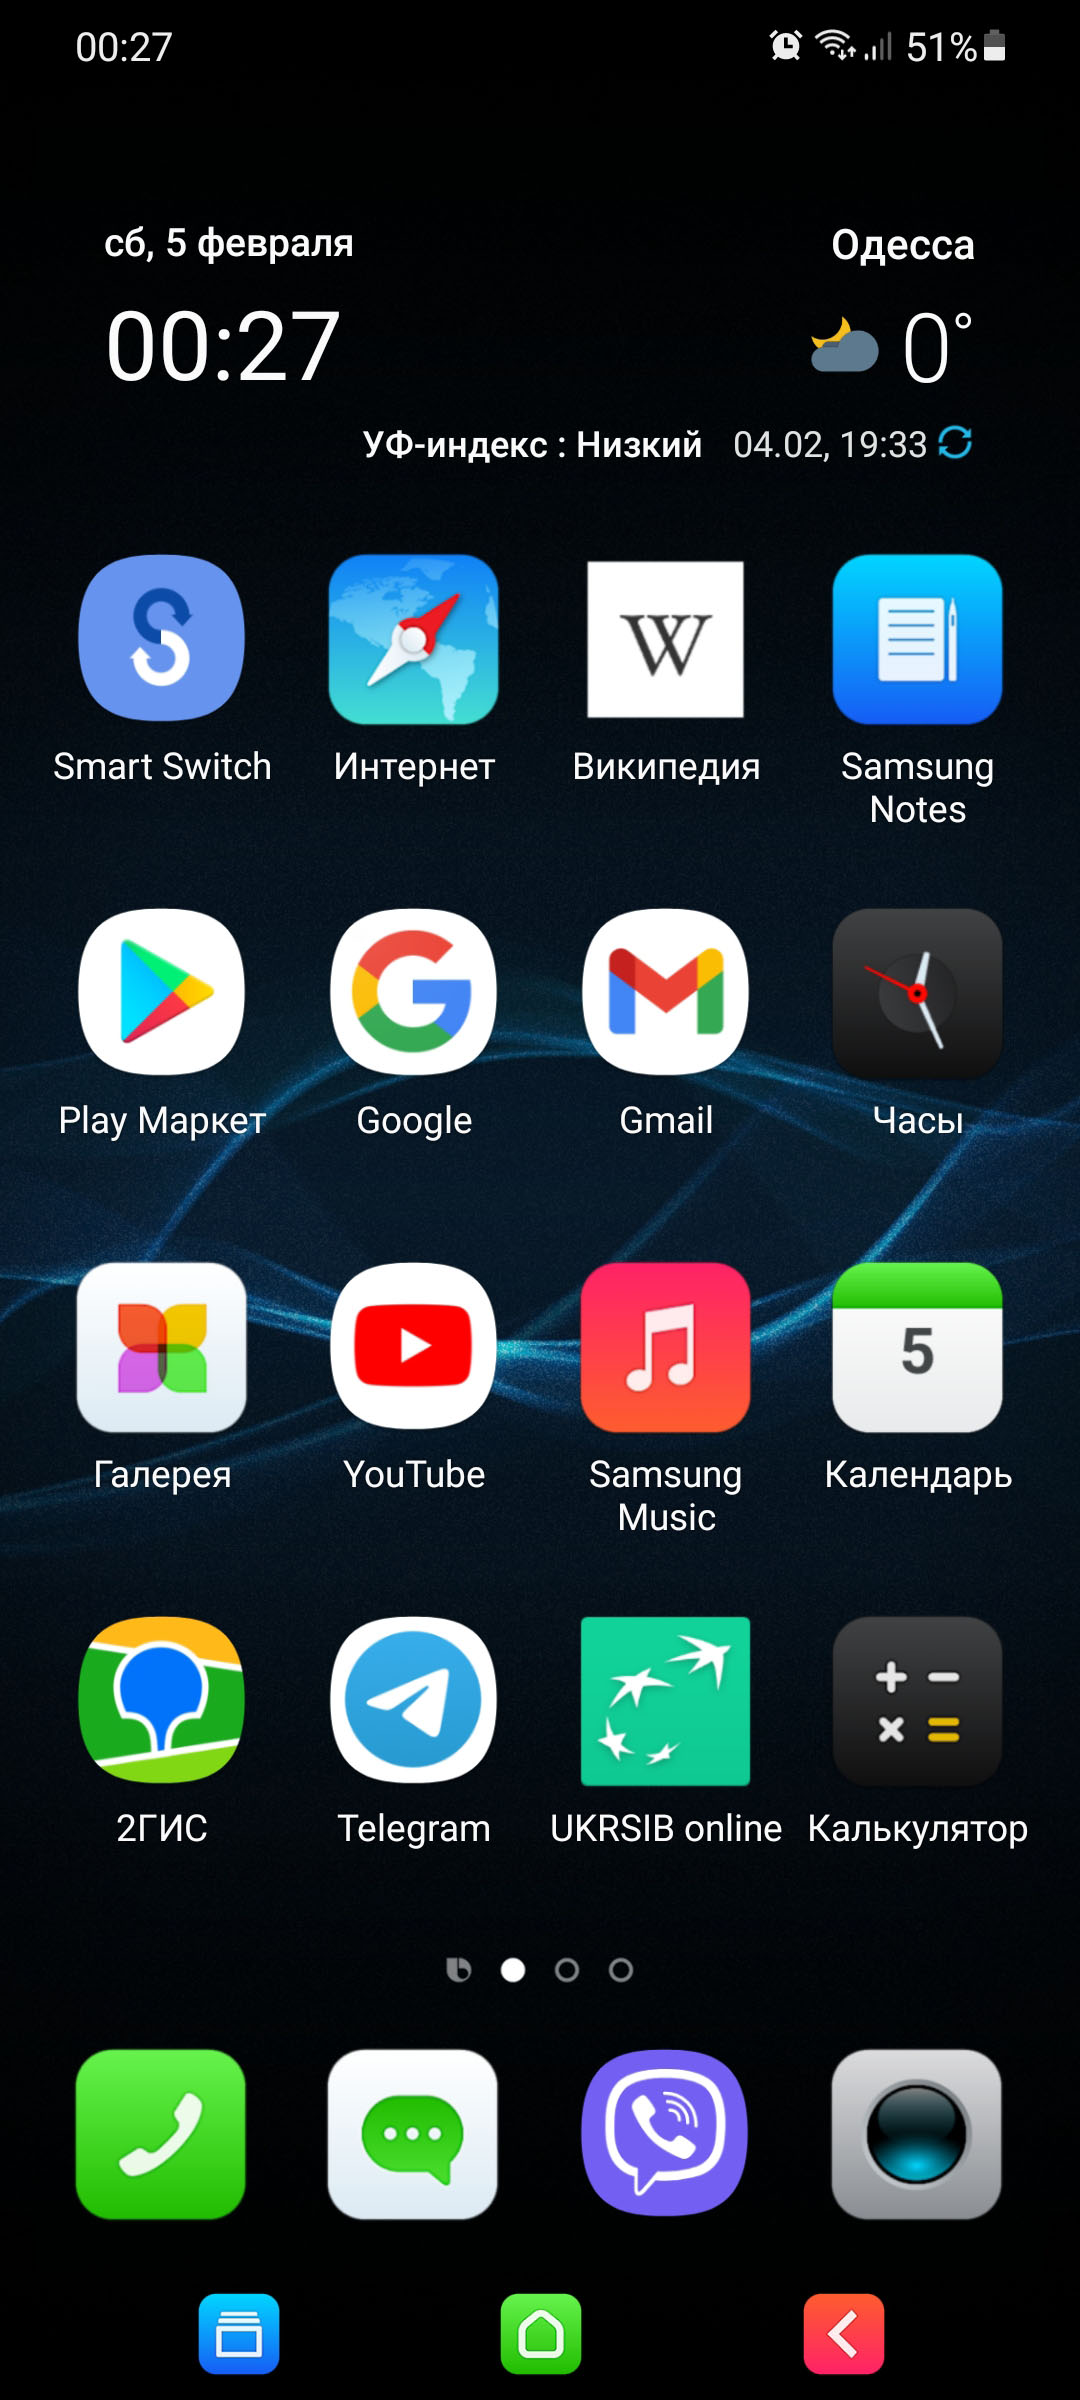 00:27 51%
сб, 5 февраля Одесса
00:27 0°
УФ-индекс : Низкий 04.02, 19:33
W
Smart Switch Интернет Википедия Samsung
Notes
Play Маркет Google Gmail Часы
5
Галерея YouTube Samsung Календарь
Music
2ГИС Telegram UKRSIB online Калькулятор